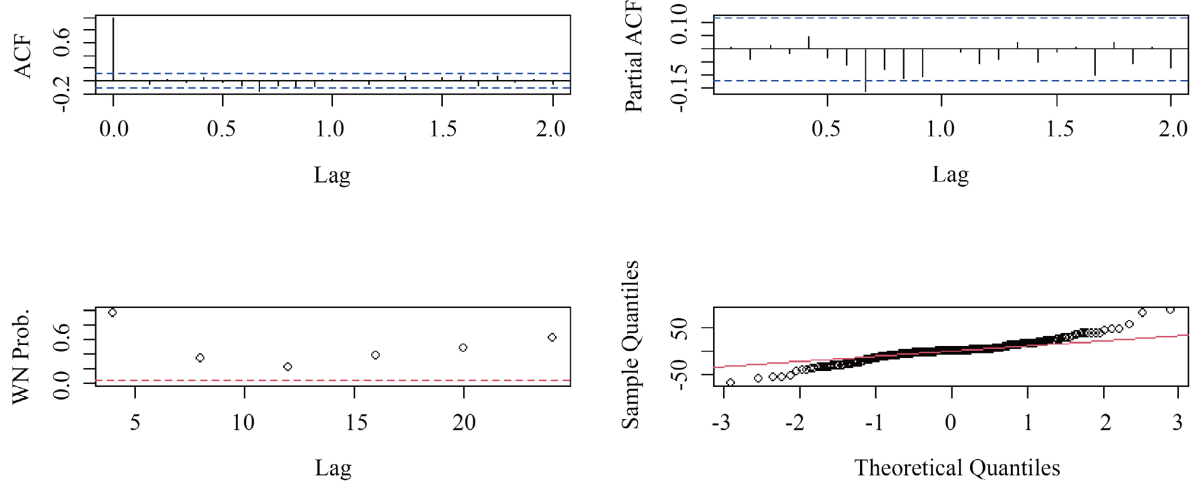 ACF
0.6
-0.2
0.0 0.5 1.0 1.5 2.0
Lag
Partial ACF
0.10
-0.15
0.5 1.0 1.5 2.0
Lag
WN Prob.
0.6
0.0
5 10 15 20
Lag
Sample Quantiles
50
-50
-3 -2 -1 0 1 2 3
Theoretical Quantiles